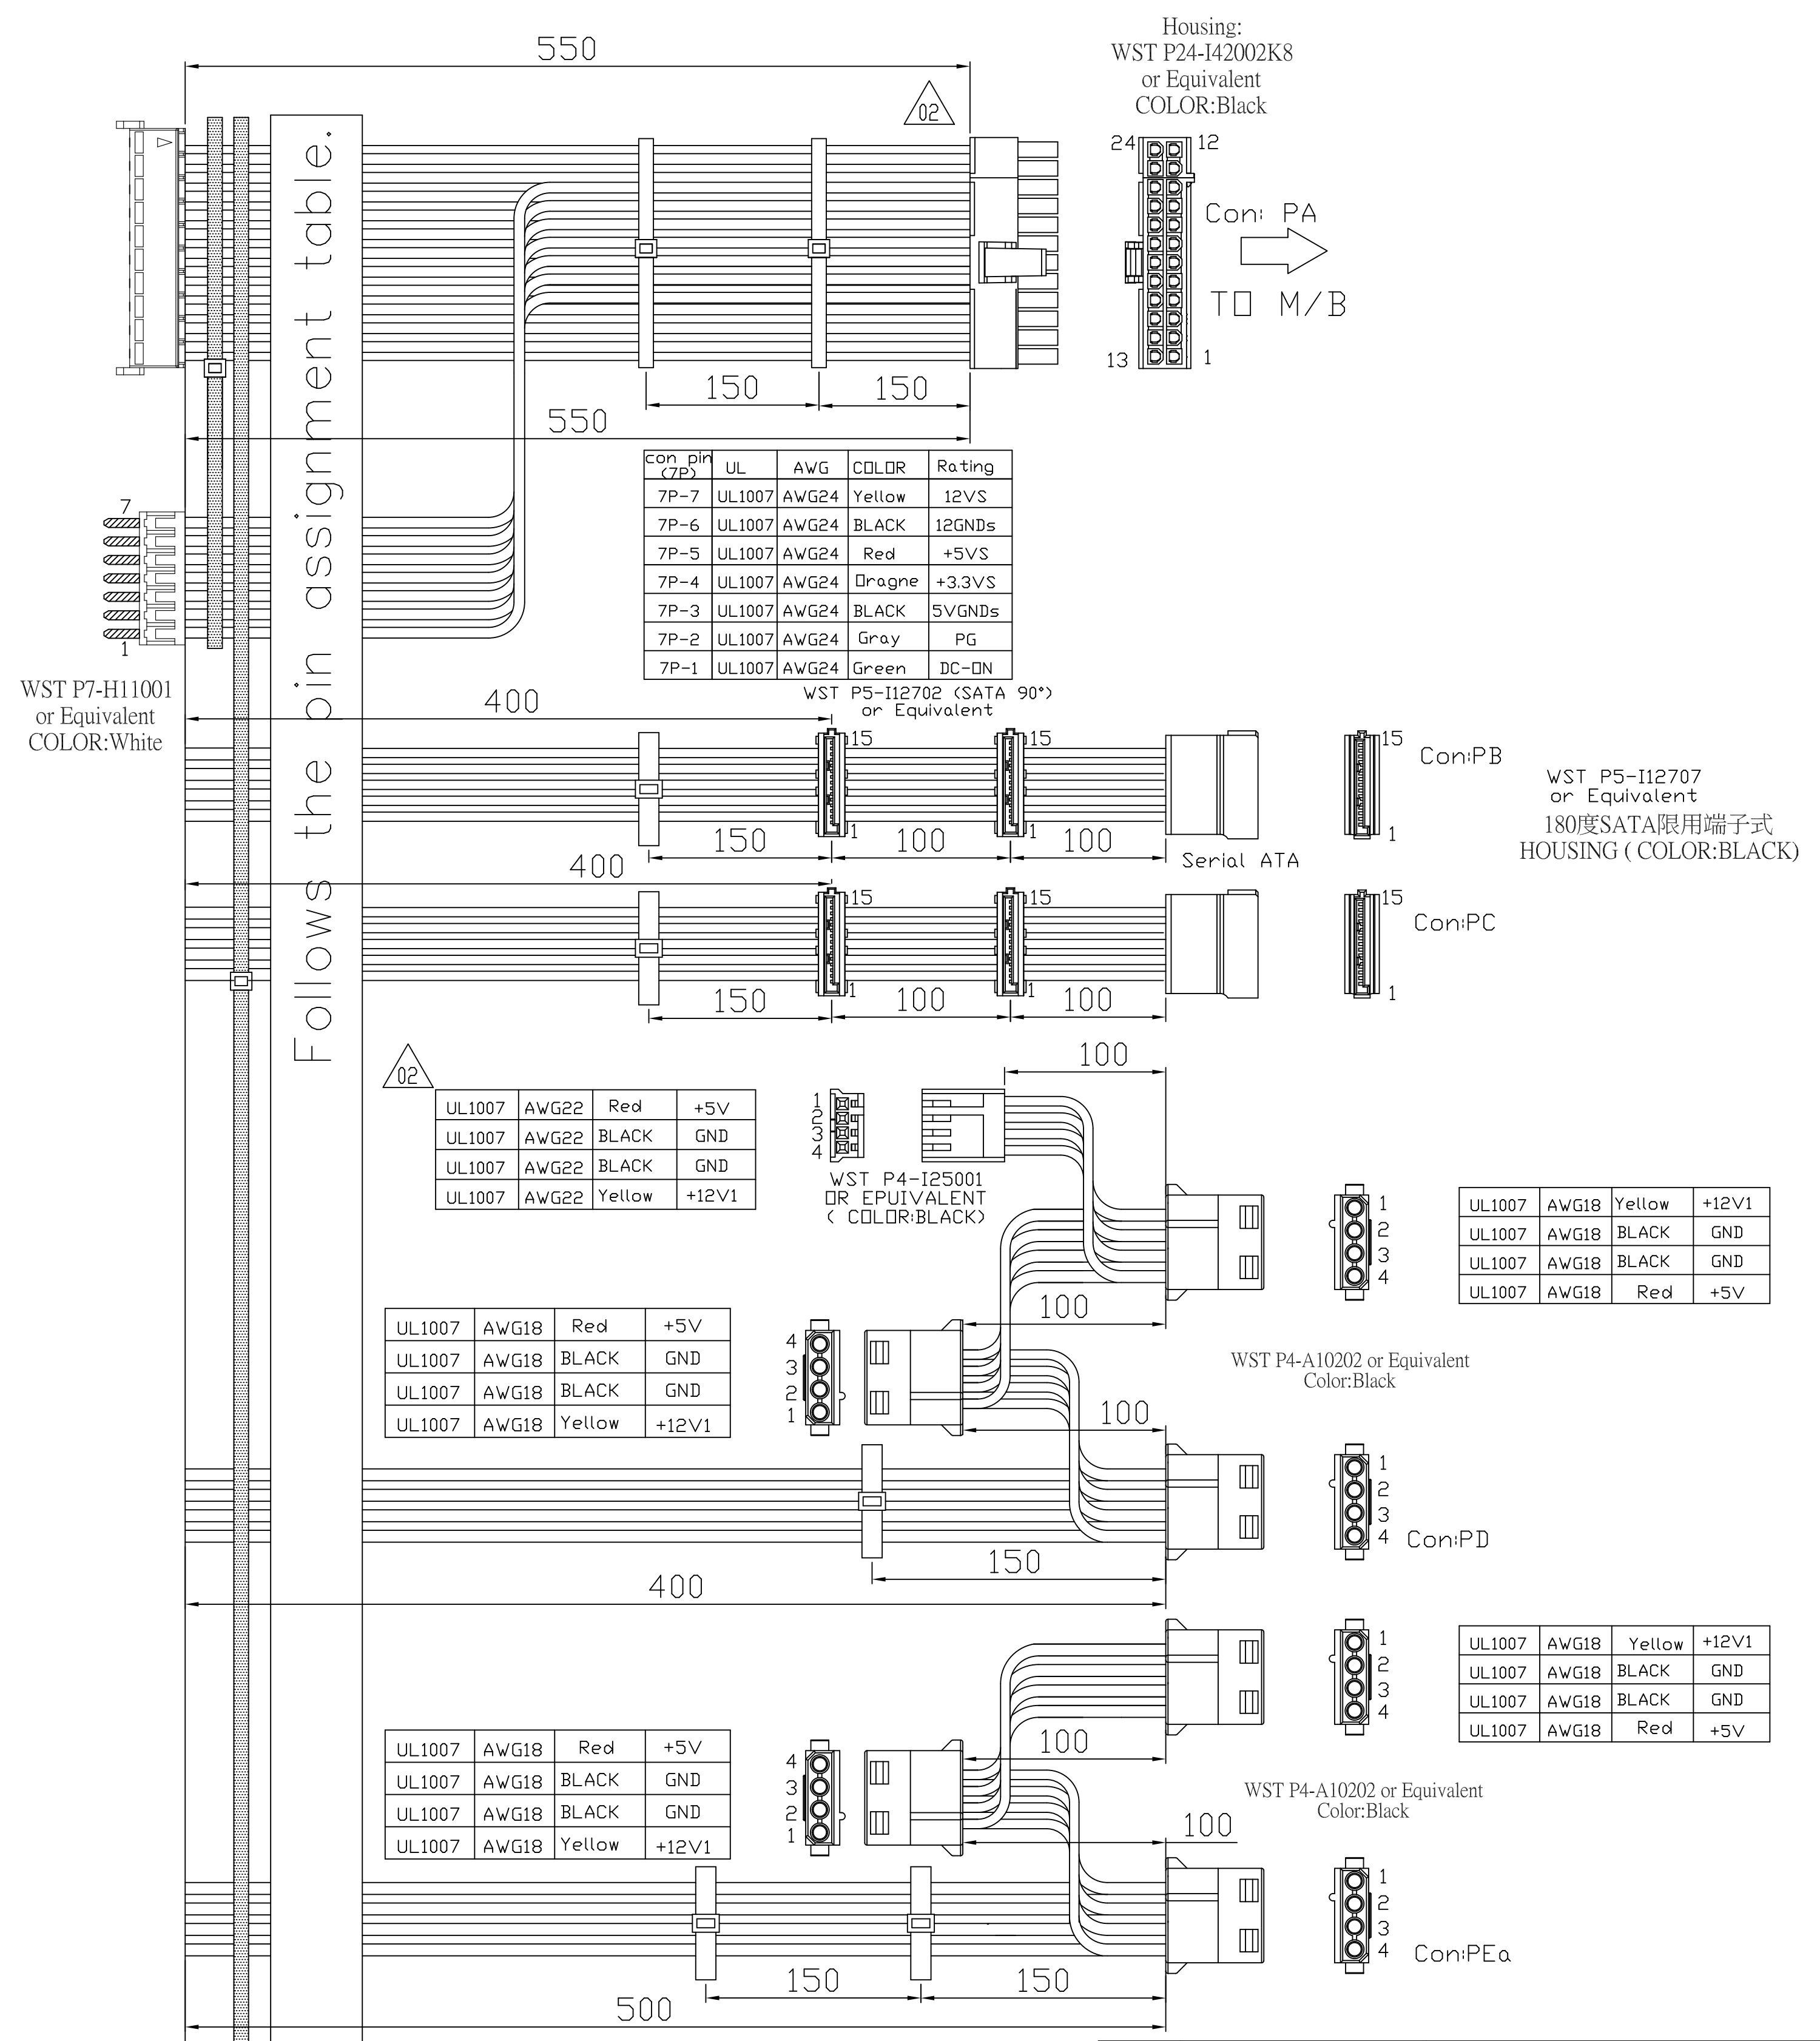 550
Housing:
WST P24-I42002K8
or Equivalent
COLOR:Black
02
24
12
Con: PA
TO M/B
13
1
150
150
550
Follows the pin assignment table.
con pin (7P) UL AWG COLOR Rating
7P-7 UL1007 AWG24 Yellow 12VS
7P-6 UL1007 AWG24 BLACK 12GNDs
7P-5 UL1007 AWG24 Red +5VS
7P-4 UL1007 AWG24 Oragne +3.3VS
7P-3 UL1007 AWG24 BLACK 5VGNDs
7P-2 UL1007 AWG24 Gray PG
7P-1 UL1007 AWG24 Green DC-ON
7
1
WST P7-H11001
or Equivalent
COLOR:White
400
WST P5-I12702 (SATA 90°)
or Equivalent
15
15
15
Con:PB
WST P5-I12707
or Equivalent
180度SATA限用端子式
HOUSING ( COLOR:BLACK)
1
1
1
150
100
100
Serial ATA
400
15
15
15
Con:PC
1
1
1
150
100
100
02
UL1007 AWG22 Red +5V
UL1007 AWG22 BLACK GND
UL1007 AWG22 BLACK GND
UL1007 AWG22 Yellow +12V1
1
2
3
4
WST P4-I25001
OR EPUIVALENT
( COLOR:BLACK)
100
1
2
3
4
UL1007 AWG18 Yellow +12V1
UL1007 AWG18 BLACK GND
UL1007 AWG18 BLACK GND
UL1007 AWG18 Red +5V
100
UL1007 AWG18 Red +5V
UL1007 AWG18 BLACK GND
UL1007 AWG18 BLACK GND
UL1007 AWG18 Yellow +12V1
4
3
2
1
WST P4-A10202 or Equivalent
Color:Black
100
1
2
3
4
Con:PD
150
400
1
2
3
4
UL1007 AWG18 Yellow +12V1
UL1007 AWG18 BLACK GND
UL1007 AWG18 BLACK GND
UL1007 AWG18 Red +5V
100
UL1007 AWG18 Red +5V
UL1007 AWG18 BLACK GND
UL1007 AWG18 BLACK GND
UL1007 AWG18 Yellow +12V1
4
3
2
1
WST P4-A10202 or Equivalent
Color:Black
100
1
2
3
4
Con:PEa
150
150
500